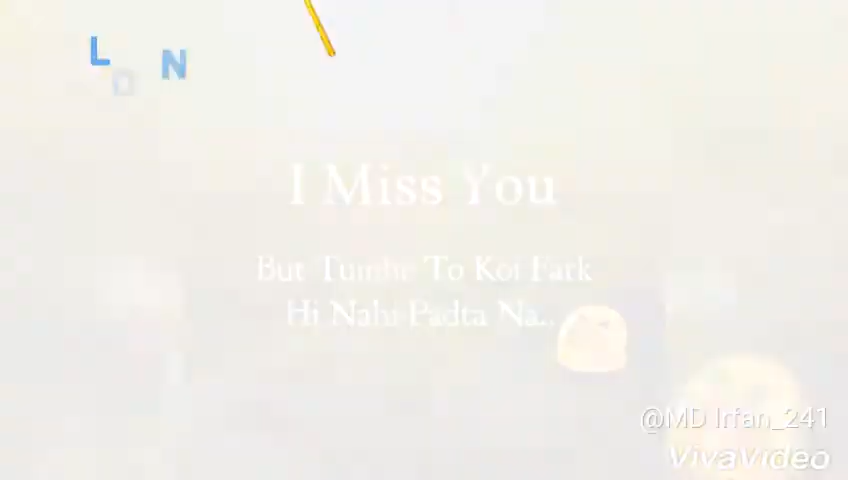 L N
I Miss You
But Tumhe To Koi Fark
Hi Nahi Padta Na..
@MD Irfan_241
VivaVideo